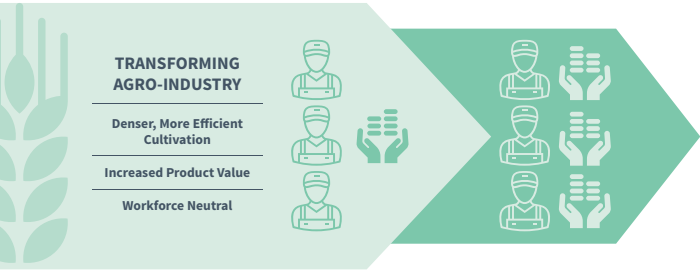 TRANSFORMING
AGRO-INDUSTRY
Denser, More Efficient
Cultivation
Increased Product Value
Workforce Neutral